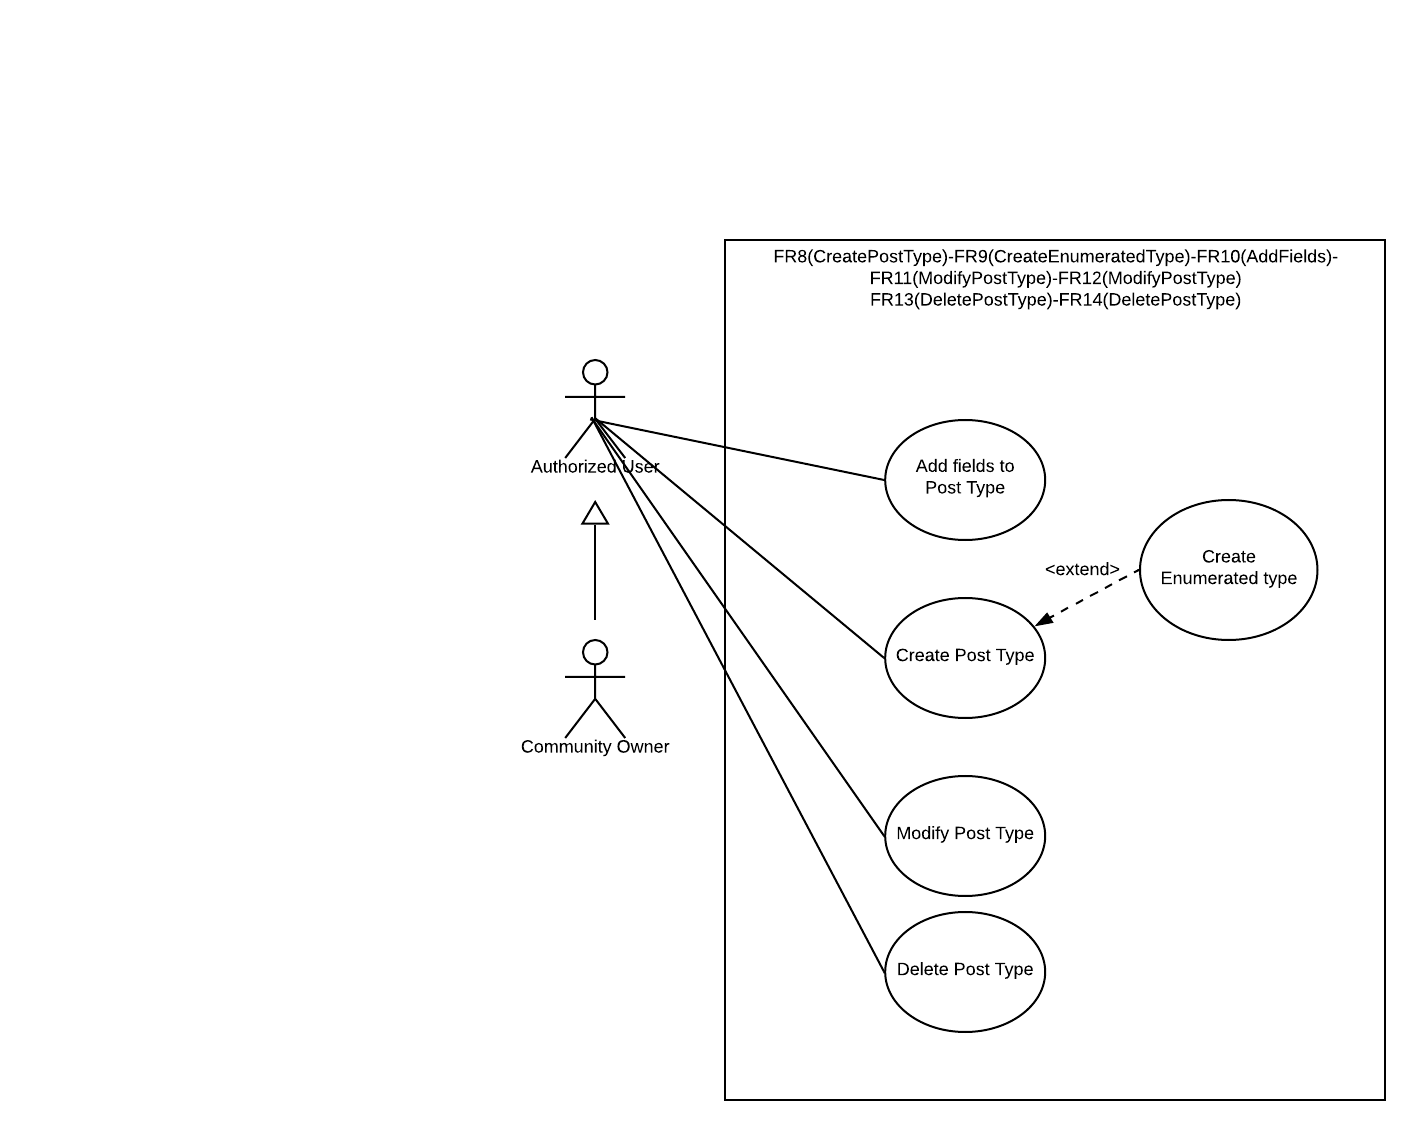 FR8(CreatePostType)-FR9(CreateEnumeratedType)-FR10(AddFields)-
FR11(ModifyPostType)-FR12(ModifyPostType)
FR13(DeletePostType)-FR14(DeletePostType)
Authorized User
Add fields to
Post Type
Create
Enumerated type
<extend>
Create Post Type
Community Owner
Modify Post Type
Delete Post Type